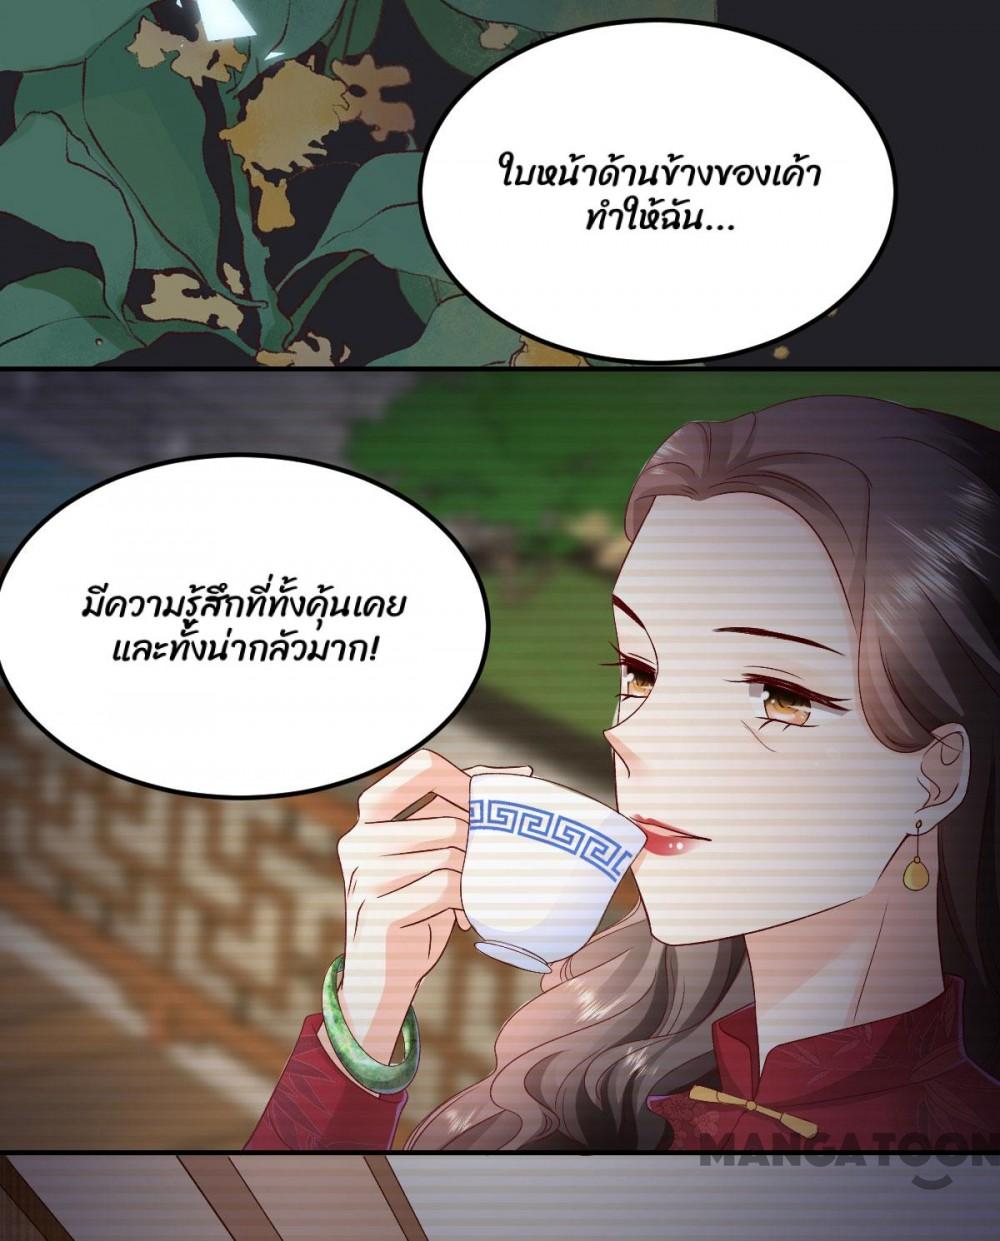 ใบหน้าด้านข้างของเค้า
ทำให้ฉัน...
มีความรู้สึกที่ทั้งคุ้นเคย
และทั้งน่ากลัวมาก!
MANGATOON